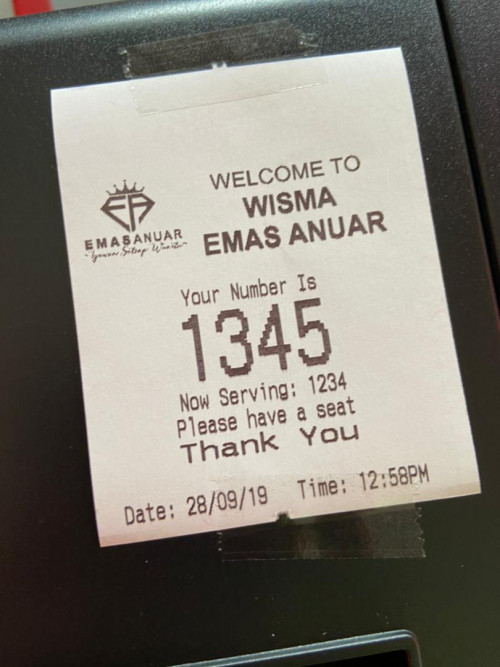 WELCOME TO
WISMA
EMAS ANUAR
EA
EMASANUAR
Your Number Is
1345
Now Serving: 1234
Please have a seat
Thank You
Date: 28/09/19 Time: 12:58PM